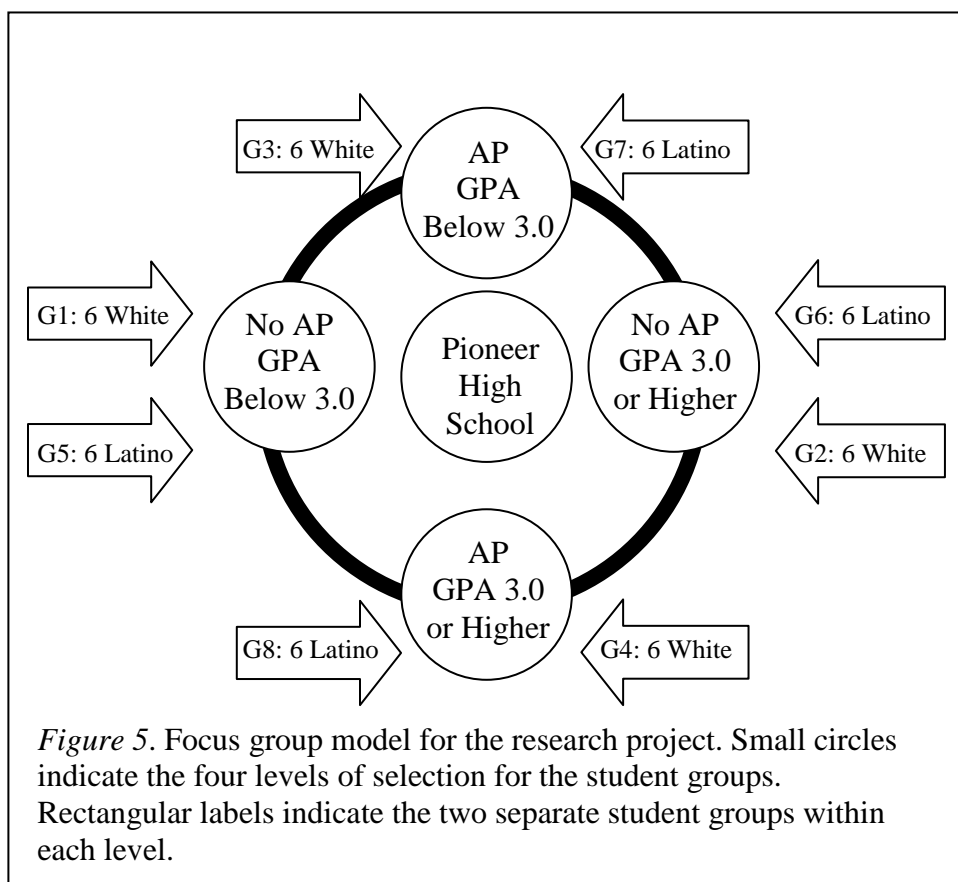 G3: 6 White
AP
GPA
Below 3.0
G7: 6 Latino
G1: 6 White
No AP
GPA
Below 3.0
Pioneer
High
School
No AP
GPA 3.0
or Higher
G6: 6 Latino
G5: 6 Latino
G2: 6 White
AP
GPA 3.0
or Higher
G8: 6 Latino
G4: 6 White
Figure 5. Focus group model for the research project. Small circles
indicate the four levels of selection for the student groups.
Rectangular labels indicate the two separate student groups within
each level.